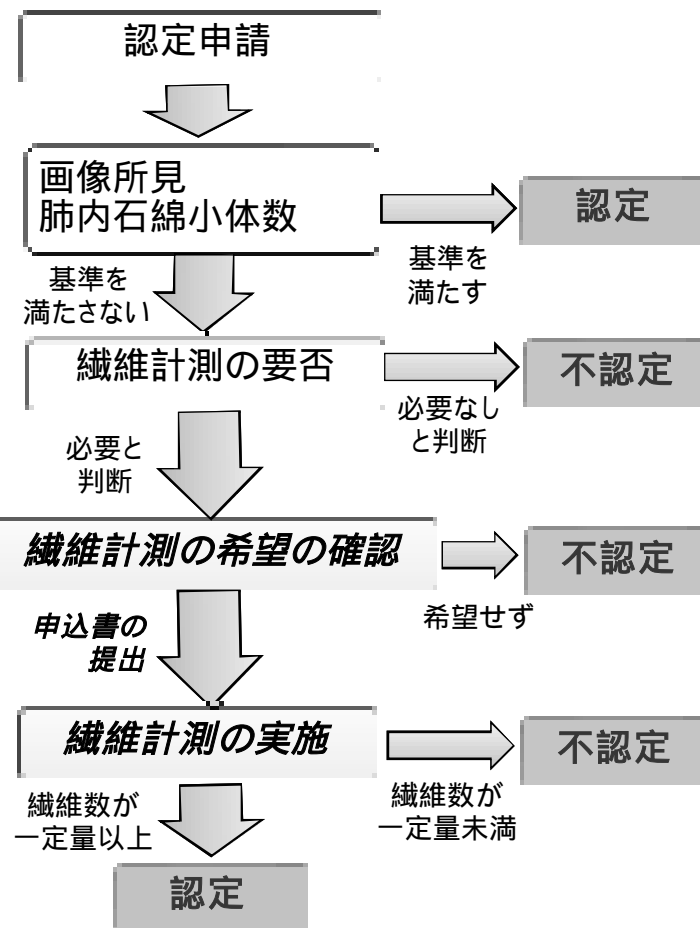 認定申請
画像所見
肺内石綿小体数
認定
基準を
満たす
基準を
満たさない
繊維計測の要否
不認定
必要なし
と判断
必要と
判断
繊維計測の希望の確認
不認定
希望せず
申込書の
提出
繊維計測の実施
不認定
繊維数が
一定量未満
繊維数が
一定量以上
認定